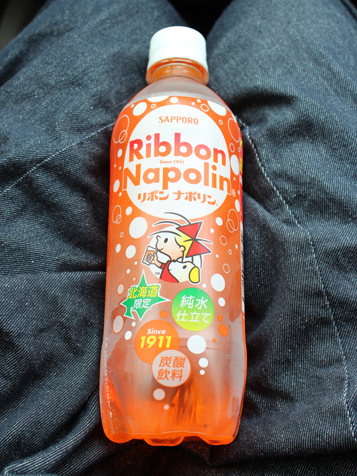 SAPPORO
Ribbon
Since 1911
Napolin
リボン ナポリン
北海道
限定
純水
仕立て
Since
1911
炭酸
飲料